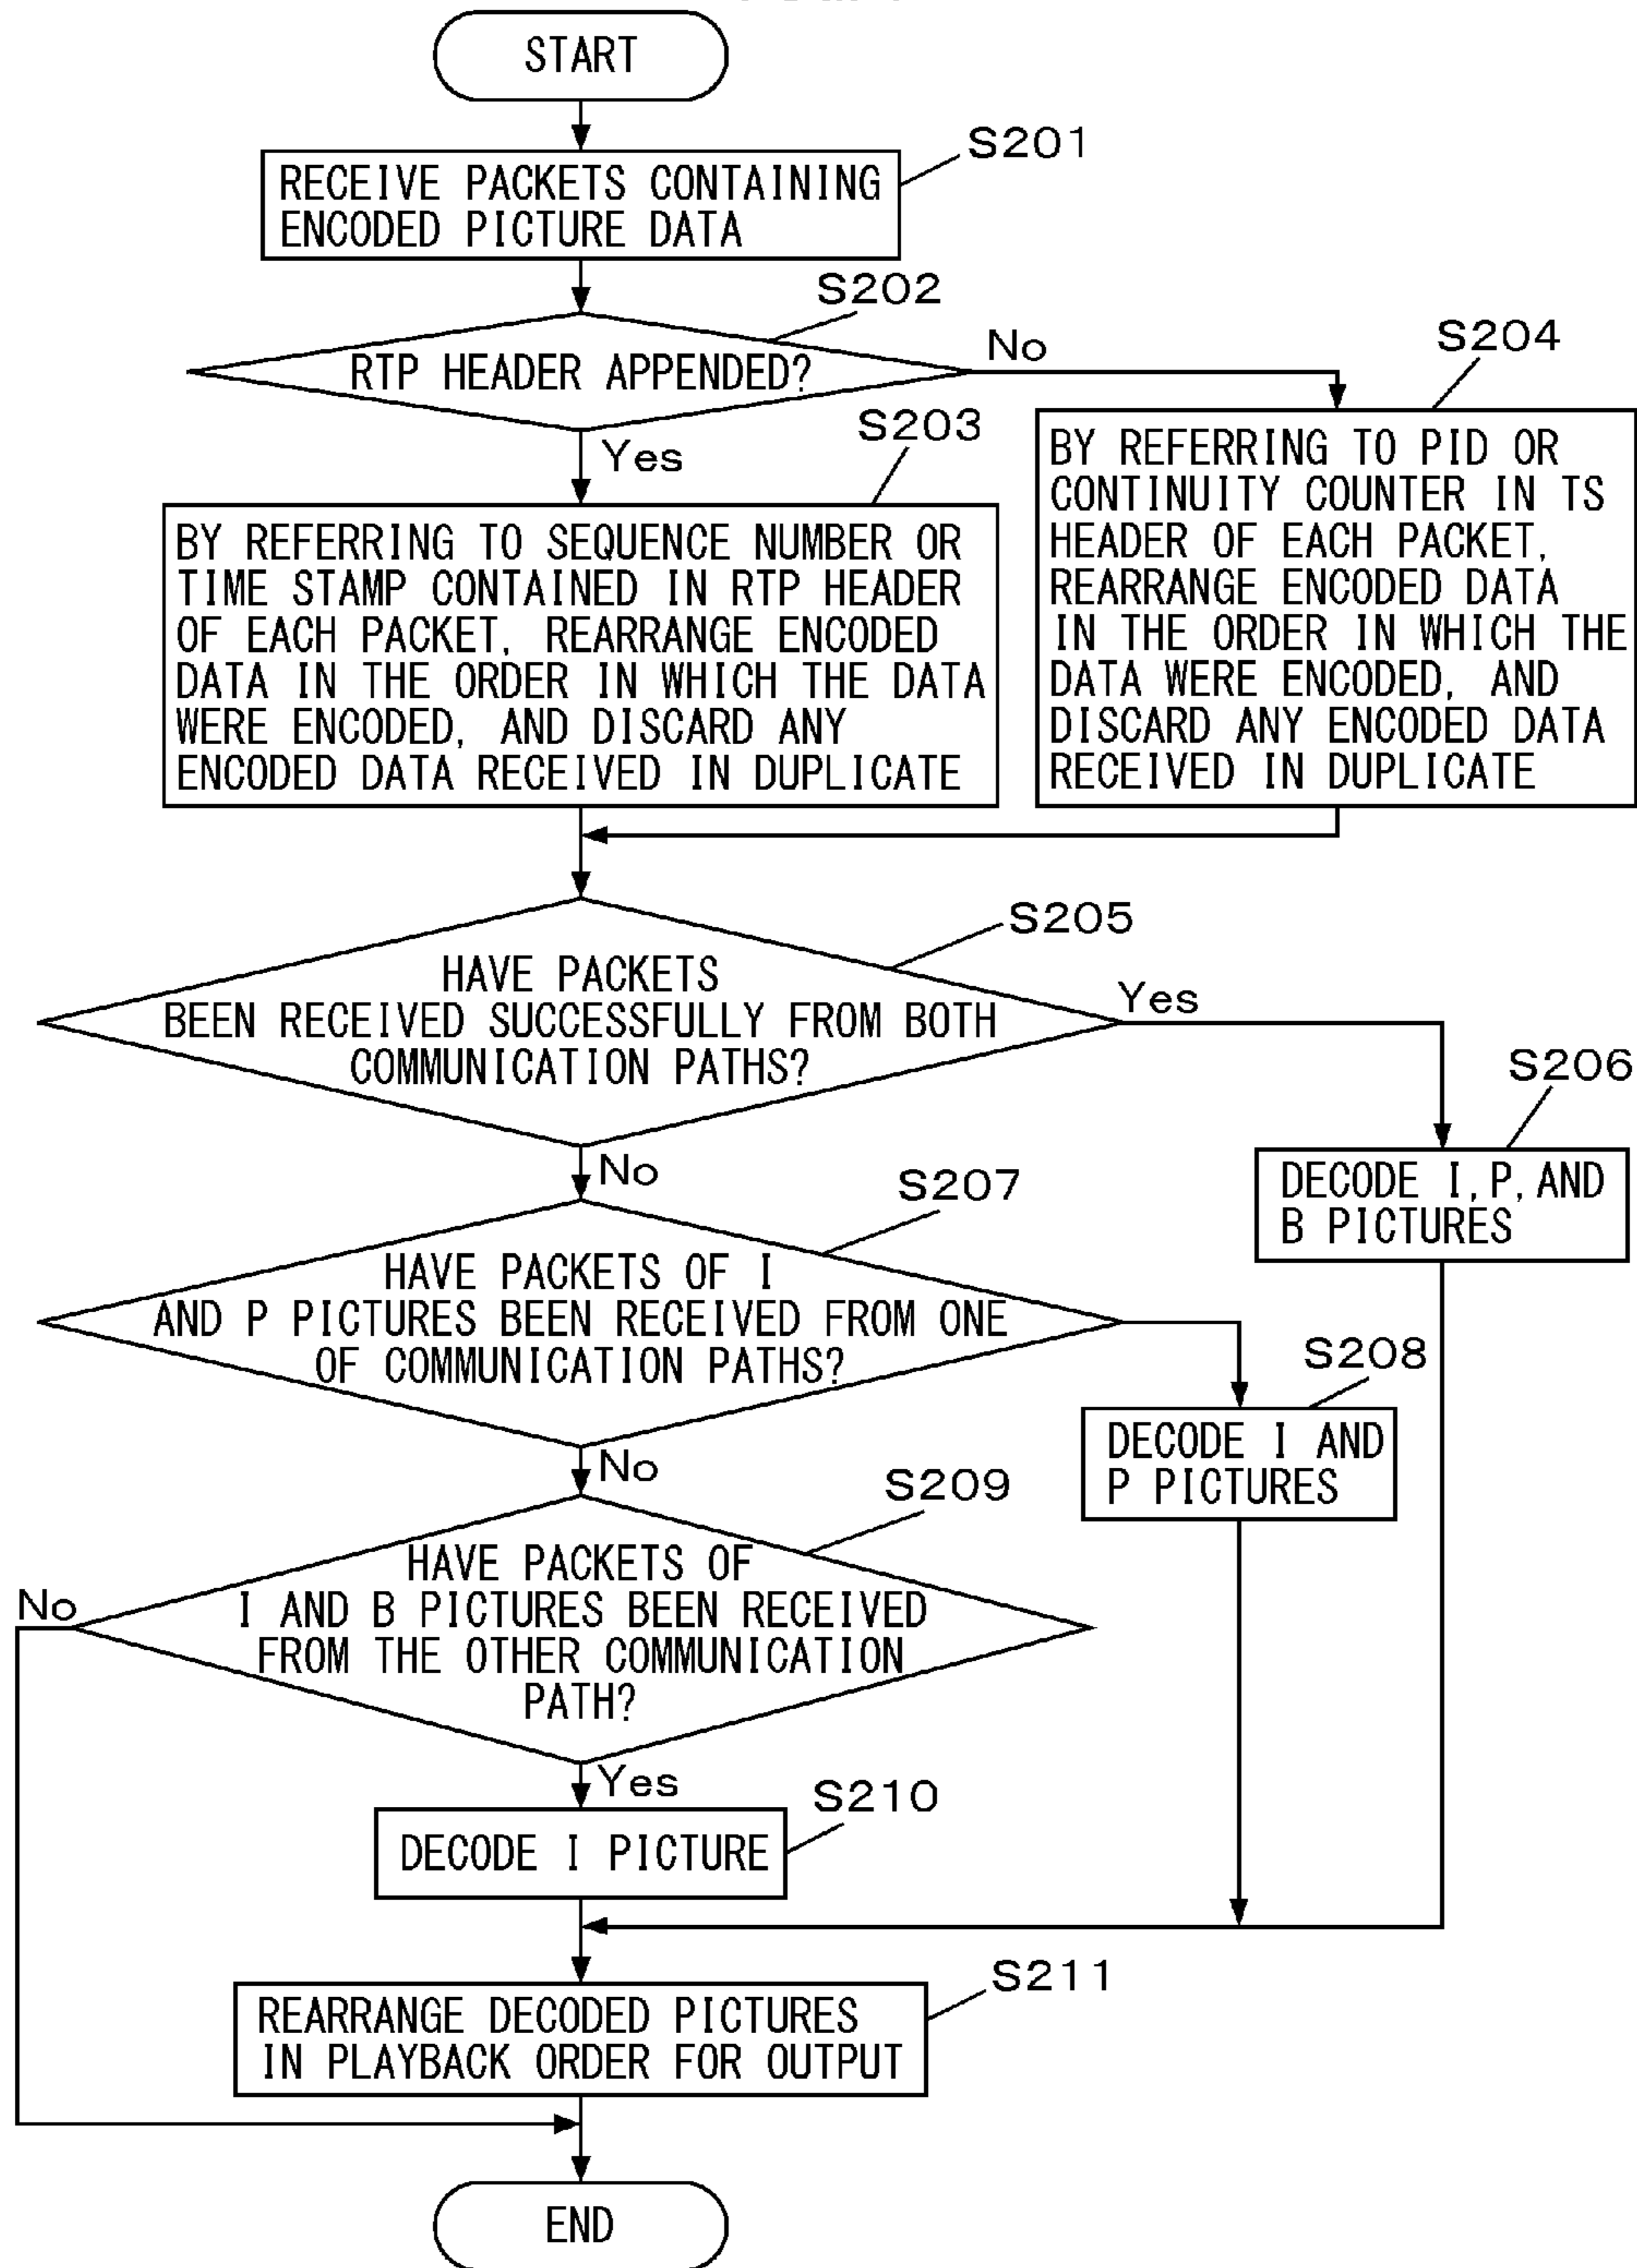 START
S201
RECEIVE PACKETS CONTAINING
ENCODED PICTURE DATA
S202
RTP HEADER APPENDED?
No
Yes
S203
BY REFERRING TO SEQUENCE NUMBER OR
TIME STAMP CONTAINED IN RTP HEADER
OF EACH PACKET, REARRANGE ENCODED
DATA IN THE ORDER IN WHICH THE DATA
WERE ENCODED, AND DISCARD ANY
ENCODED DATA RECEIVED IN DUPLICATE
S204
BY REFERRING TO PID OR
CONTINUITY COUNTER IN TS
HEADER OF EACH PACKET,
REARRANGE ENCODED DATA
IN THE ORDER IN WHICH THE
DATA WERE ENCODED, AND
DISCARD ANY ENCODED DATA
RECEIVED IN DUPLICATE
S205
HAVE PACKETS
BEEN RECEIVED SUCCESSFULLY FROM BOTH
COMMUNICATION PATHS?
Yes
No
S206
DECODE I, P, AND
B PICTURES
S207
HAVE PACKETS OF I
AND P PICTURES BEEN RECEIVED FROM ONE
OF COMMUNICATION PATHS?
No
S208
DECODE I AND
P PICTURES
S209
HAVE PACKETS OF
I AND B PICTURES BEEN RECEIVED
FROM THE OTHER COMMUNICATION
PATH?
No
Yes
S210
DECODE I PICTURE
S211
REARRANGE DECODED PICTURES
IN PLAYBACK ORDER FOR OUTPUT
END